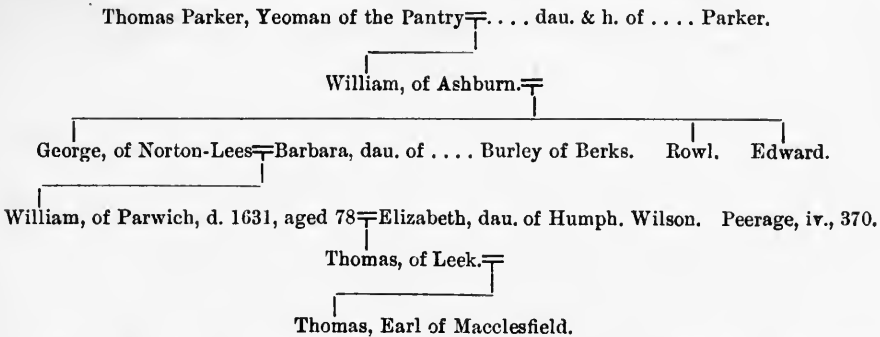 Thomas Parker, Yeoman of the Pantry=. . . . dau. & h. of . . . . Parker.
William, of Ashburn.=
George, of Norton-Lees=Barbara, dau. of . . . . Burley of Berks. Rowl. Edward.
William, of Parwich, d. 1631, aged 78=Elizabeth, dau. of Humph. Wilson. Peerage, iv., 370.
Thomas, of Leek.=
Thomas, Earl of Macclesfield.